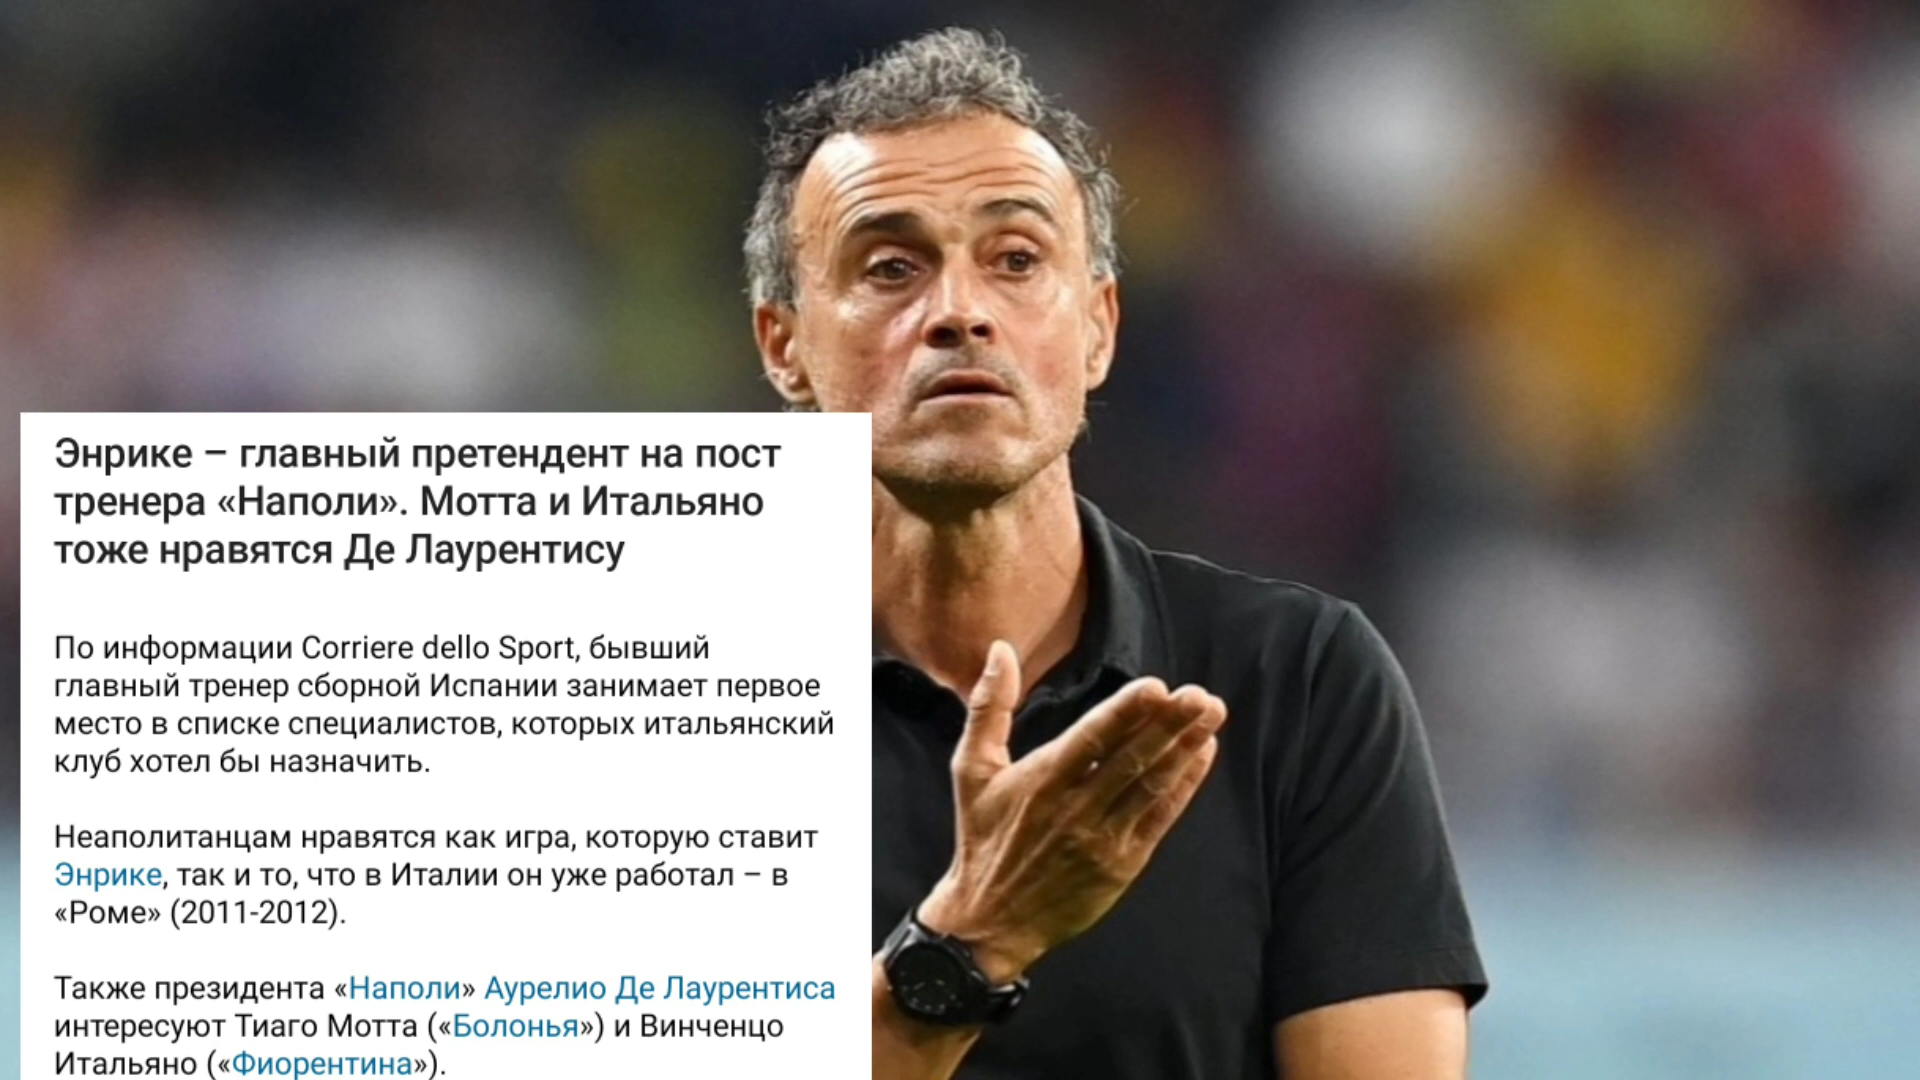 Энрике – главный претендент на пост
тренера «Наполи». Мотта и Итальяно
тоже нравятся Де Лаурентису
По информации Corriere dello Sport, бывший
главный тренер сборной Испании занимает первое
место в списке специалистов, которых итальянский
клуб хотел бы назначить.
Неаполитанцам нравятся как игра, которую ставит
Энрике, так и то, что в Италии он уже работал – в
«Роме» (2011-2012).
Также президента «Наполи» Аурелио Де Лаурентиса
интересуют Тиаго Мотта («Болонья») и Винченцо
Итальяно («Фиорентина»).